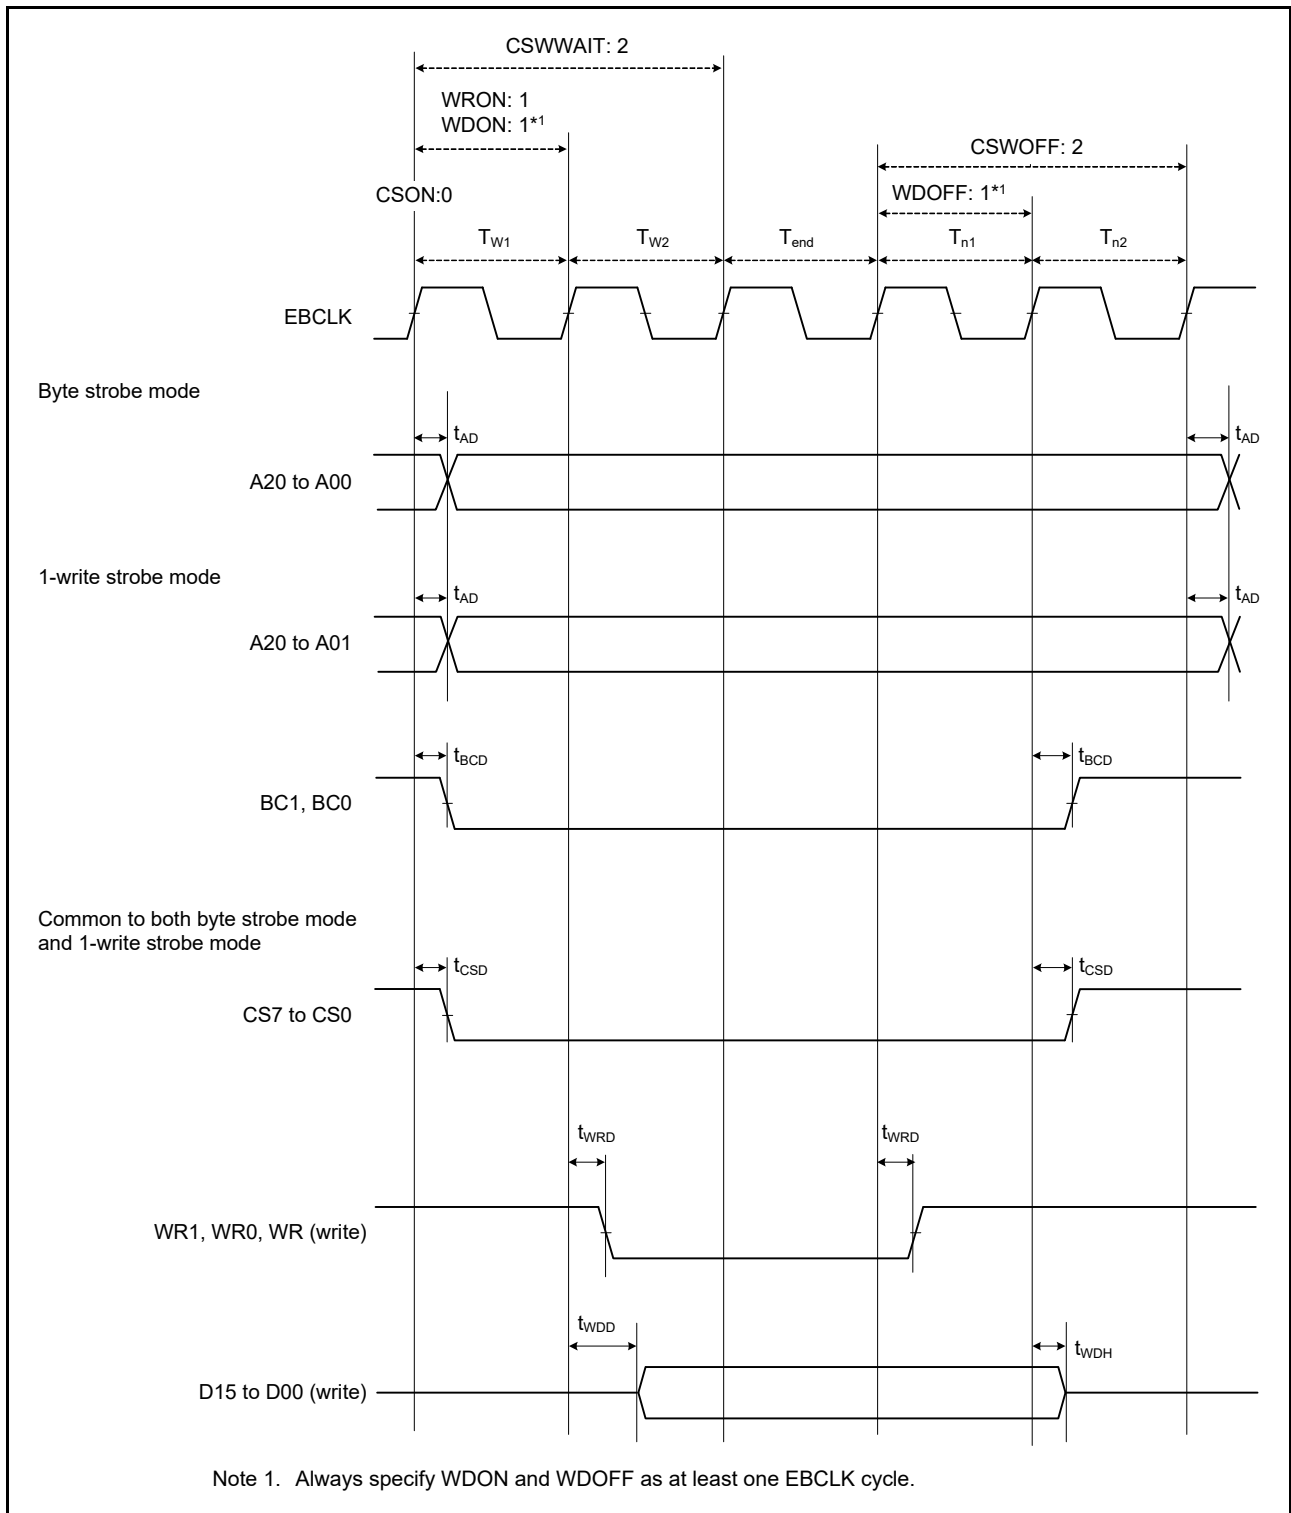 CSWWAIT: 2
WRON: 1
WDON: 1*1
CSWOFF: 2
WDOFF: 1*1
CSON:0
TW1 TW2 Tend Tn1 Tn2
EBCLK
Byte strobe mode
tAD tAD
A20 to A00
1-write strobe mode
tAD tAD
A20 to A01
tBCD tBCD
BC1, BC0
Common to both byte strobe mode
and 1-write strobe mode
tCSD tCSD
CS7 to CS0
tWRD tWRD
WR1, WR0, WR (write)
tWDD tWDH
D15 to D00 (write)
Note 1. Always specify WDON and WDOFF as at least one EBCLK cycle.